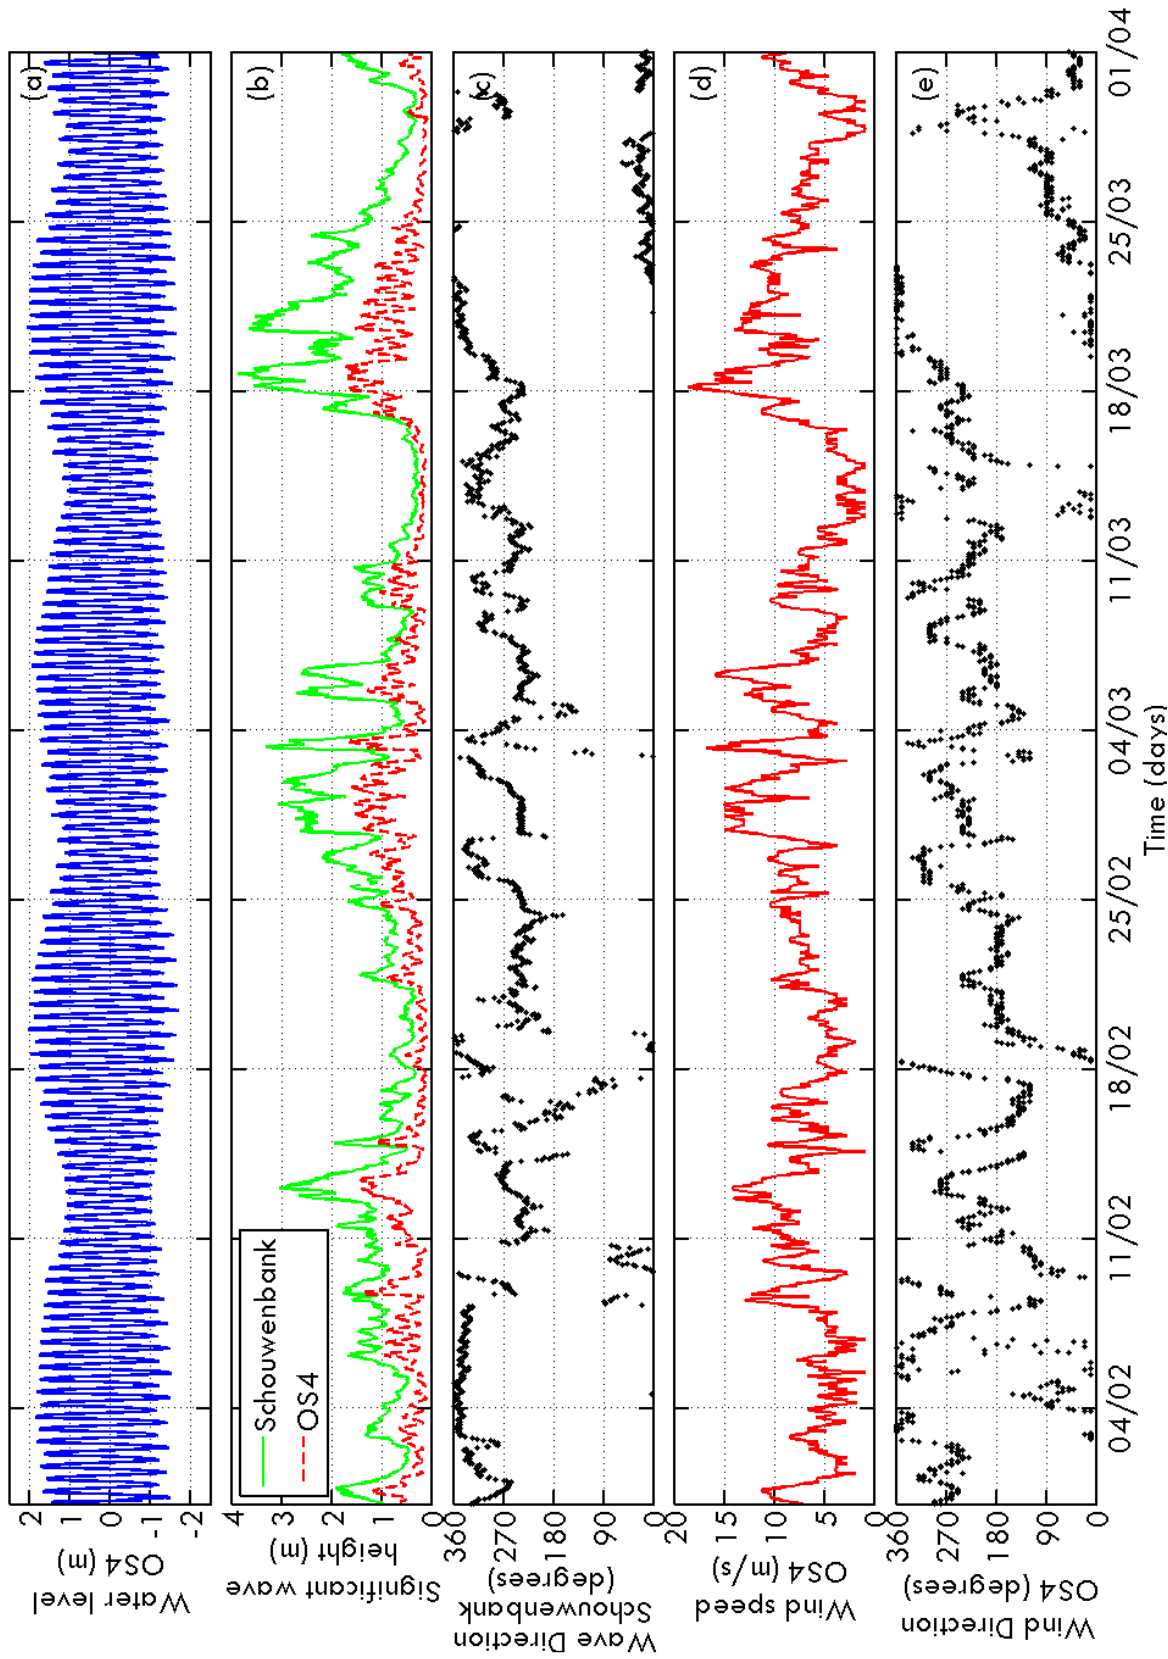 (a)
2
1
0
-1
-2
Water level
OS4 (m)
(b)
Schouwenbank
OS4
4
3
2
1
0
Significant wave
height (m)
(c)
360
270
180
90
0
Wave Direction
Schouwenbank
(degrees)
(d)
20
15
10
5
0
Wind speed
OS4 (m/s)
(e)
360
270
180
90
0
Wind Direction
OS4 (degrees)
04/02
11/02
18/02
25/02
04/03
11/03
18/03
25/03
01/04
Time (days)